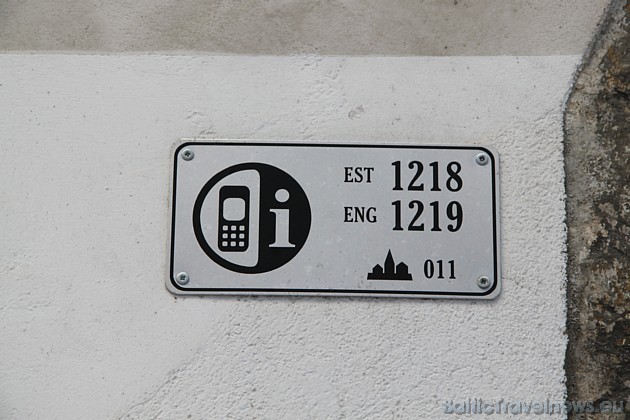 i
EST 1218
ENG 1219
011
BalticTravelnews.eu